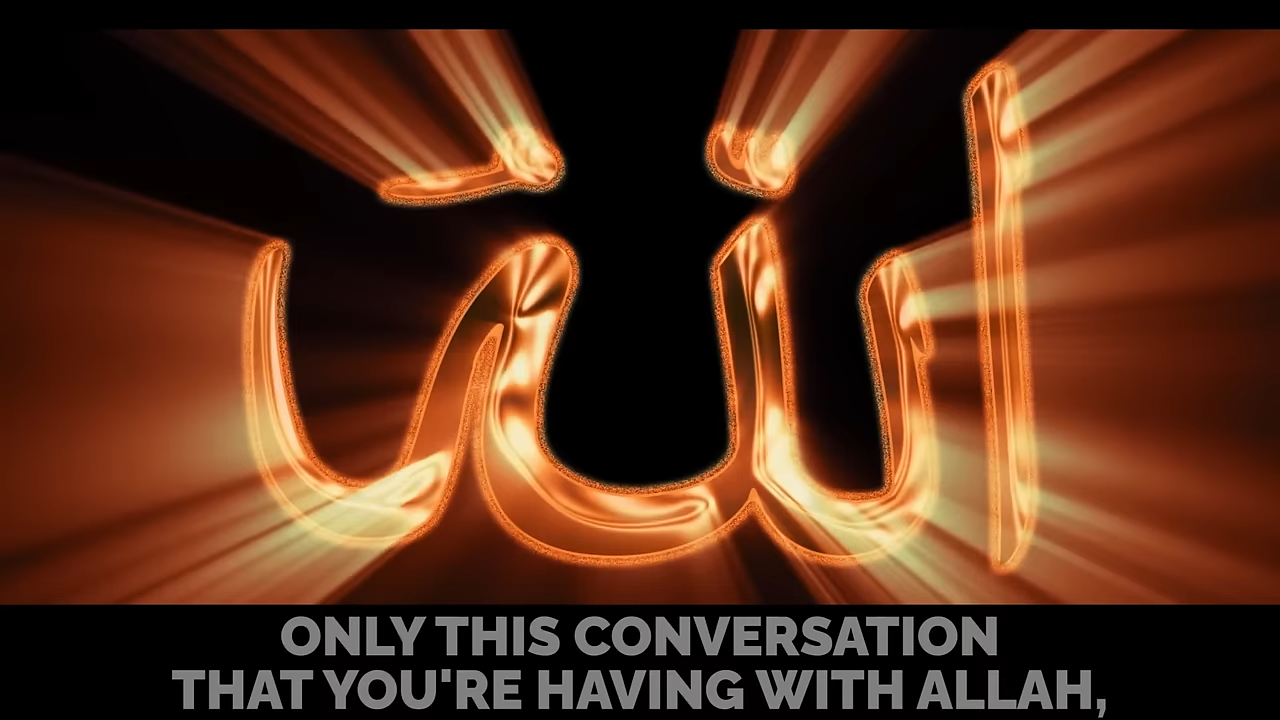 الله
ONLY THIS CONVERSATION
THAT YOU'RE HAVING WITH ALLAH,